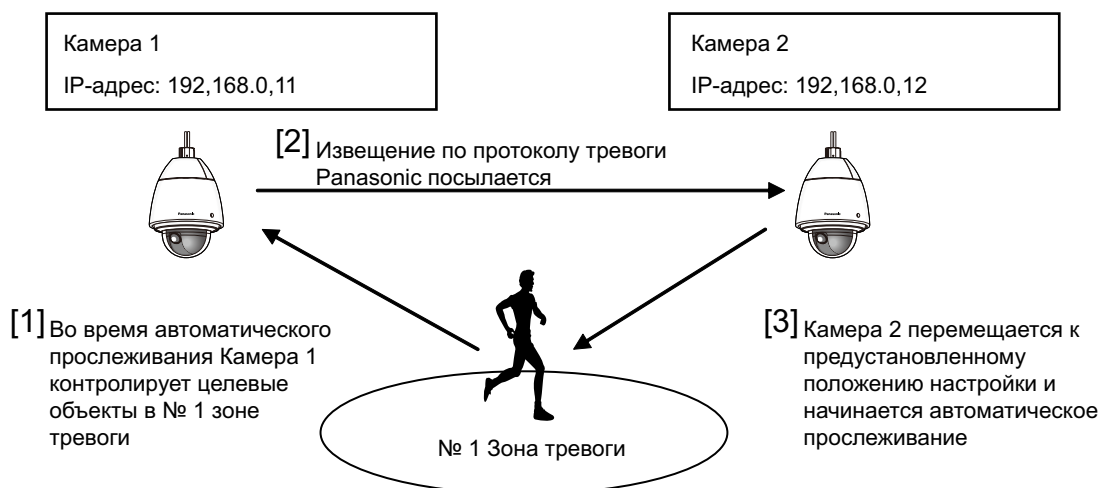 Камера 1
IP-адрес: 192,168.0,11
Камера 2
IP-адрес: 192,168.0,12
[2] Извещение по протоколу тревоги
Panasonic посылается
Panasonic
Panasonic
[1] Во время автоматического
прослеживания Камера 1
контролирует целевые
объекты в № 1 зоне
тревоги
[3] Камера 2 перемещается к
предустановленному
положению настройки и
начинается автоматическое
прослеживание
№ 1 Зона тревоги